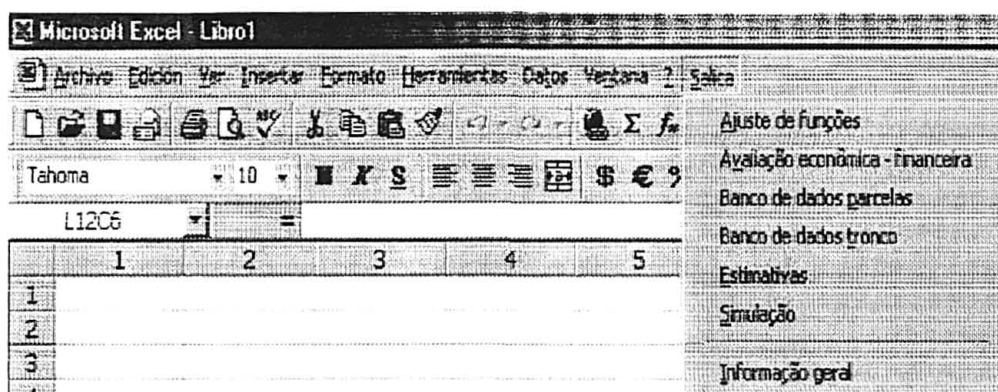 Microsoft Excel - Libro1
Archivo Edición Ver Insertar Formato Herramientas Datos Ventana ? Salica
Ajuste de funções
Tahoma 10 N K S $ €
Avaliação econômica - financeira
Banco de dados parcelas
L12C6 =
Banco de dados tronco
1 2 3 4 5
Estimativas
1
Simulação
2
3
Informação geral